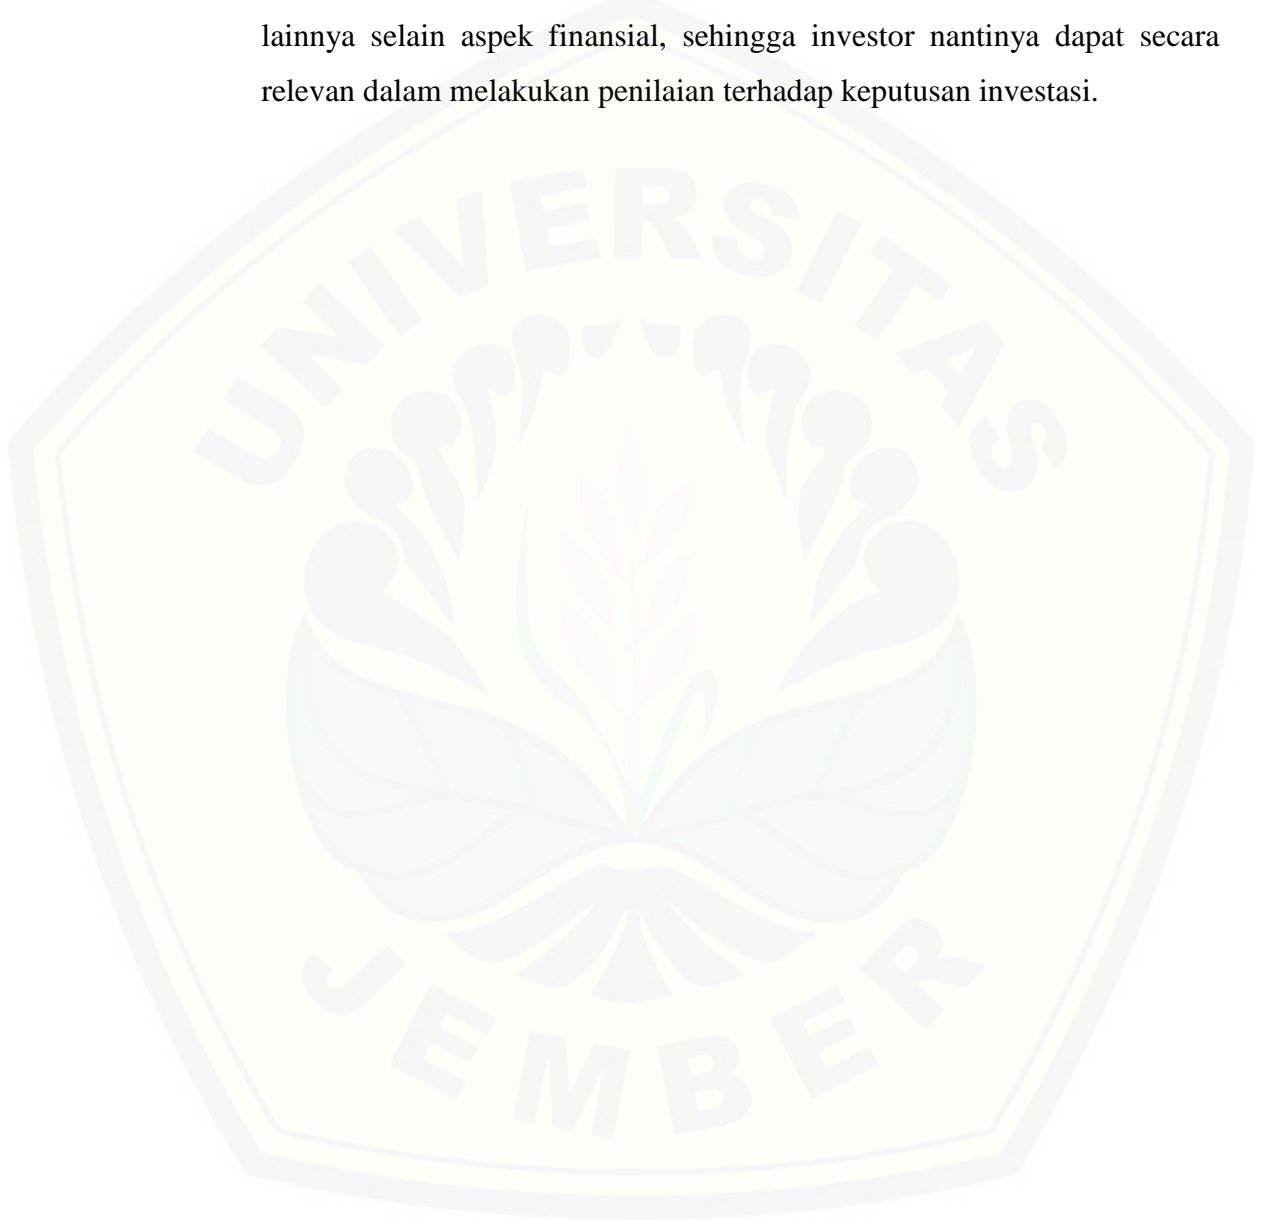 lainnya selain aspek finansial, sehingga investor nantinya dapat secara
relevan dalam melakukan penilaian terhadap keputusan investasi.
UNIVERSITAS
JEMBER